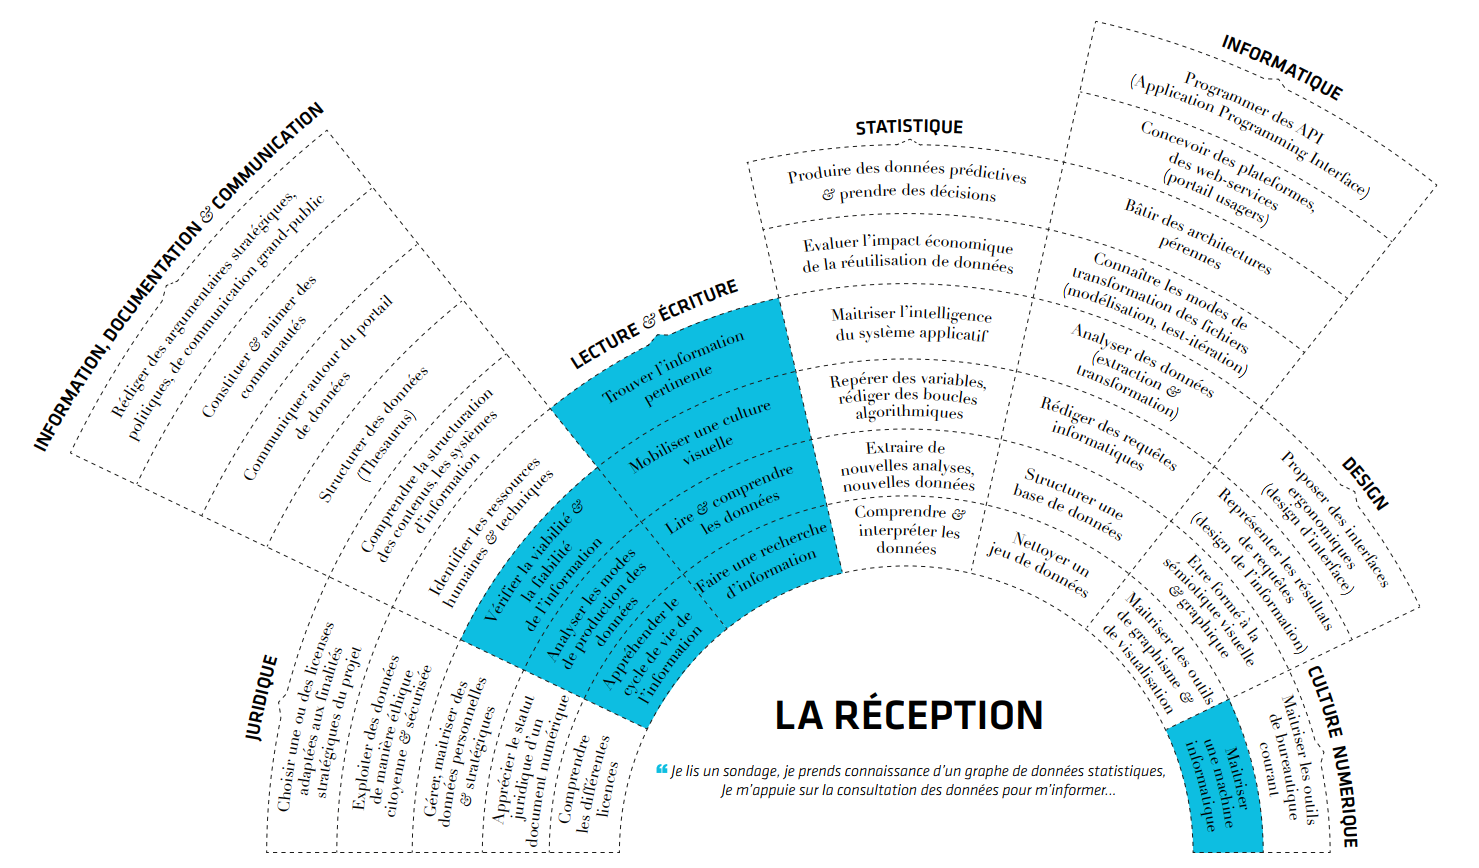 INFORMATION, DOCUMENTATION & COMMUNICATION
Rédiger des argumentaires stratégiques,
politiques, de communication grand-public
Constituer & animer des
communautés
Communiquer autour du portail
de données
Structurer des données
(Thesaurus)
Comprendre la structuration
des contenus, les systèmes
d’information
Identifier les ressources
humaines & techniques
Vérifier la viabilité &
la fiabilité
de l’information
Analyser les modes
de production des
données
Appréhender le
cycle de vie de
l’information
JURIDIQUE
Choisir une ou des licenses
adaptées aux finalités
stratégiques du projet
Exploiter des données
de manière éthique
citoyenne & sécurisée
Gérer, maitriser des
données personnelles
& stratégiques
Apprécier le statut
juridique d’un
document numérique
Comprendre
les différentes
licences
LECTURE & ÉCRITURE
Trouver l’information
pertinente
Mobiliser une culture
visuelle
Lire & comprendre
les données
Faire une recherche
d’information
STATISTIQUE
Produire des données prédictives
& prendre des décisions
Evaluer l’impact économique
de la réutilisation de données
Maitriser l’intelligence
du système applicatif
Repérer des variables,
rédiger des boucles
algorithmiques
Extraire de
nouvelles analyses,
nouvelles données
Comprendre &
interpréter les
données
INFORMATIQUE
Programmer des API
(Application Programming Interface)
Concevoir des plateformes,
des web-services
(portail usagers)
Bâtir des architectures
pérennes
Connaître les modes de
transformation des fichiers
(modélisation, test-itération)
Analyser des données
(extraction &
transformation)
Rédiger des requêtes
informatiques
Structurer une
base de données
Nettoyer un
jeu de données
DESIGN
Proposer des interfaces
ergonomiques
(design d’interface)
Représenter les résultats
de requêtes
(design de l’information)
Etre formé à la
sémiotique visuelle
& graphique
Maitriser des outils
de graphisme &
de visualisation
CULTURE NUMERIQUE
Maitriser les outils
de bureautique
courant
Maitriser
une machine
informatique
LA RÉCEPTION
“ Je lis un sondage, je prends connaissance d’un graphe de données statistiques,
Je m’appuie sur la consultation des données pour m’informer...